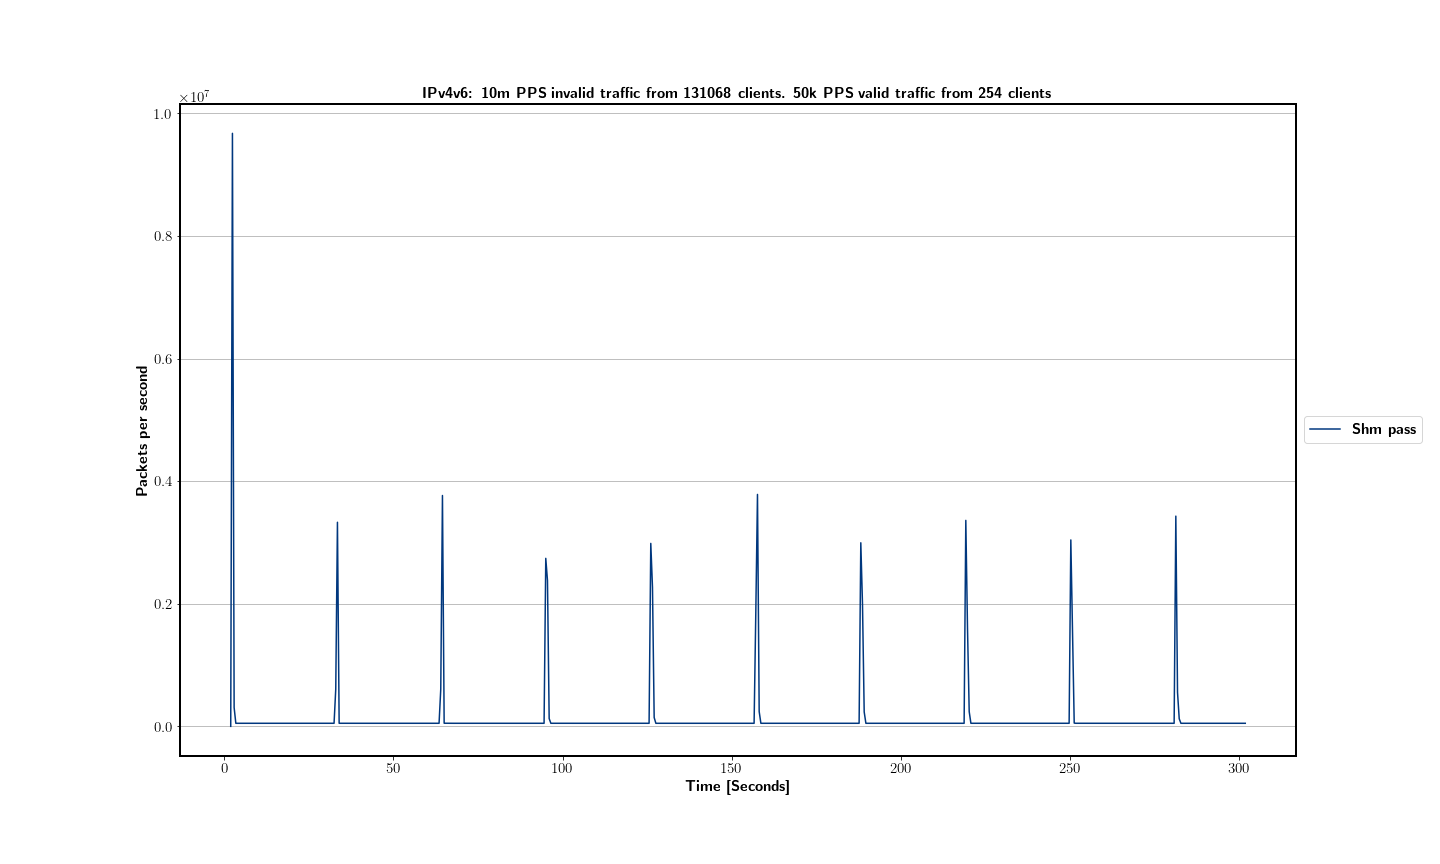 IPv4v6: 10m PPS invalid traffic from 131068 clients. 50k PPS valid traffic from 254 clients
×10⁷
1.0
0.8
0.6
0.4
0.2
0.0
Packets per second
Shm pass
0 50 100 150 200 250 300
Time [Seconds]